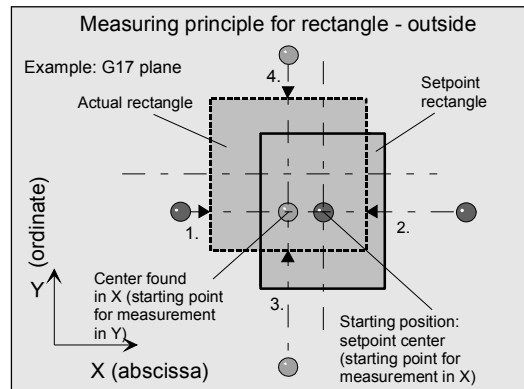 Measuring principle for rectangle - outside
Example: G17 plane
4.
Setpoint
rectangle
Actual rectangle
1.
2.
Center found
in X (starting point
for measurement
in Y)
3.
Starting position:
setpoint center
(starting point for
measurement in X)
Y (ordinate)
X (abscissa)